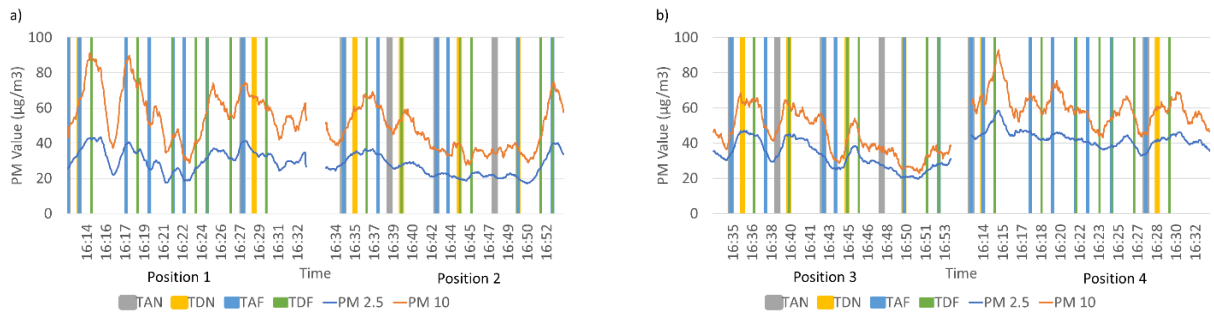 a)
100
80
60
40
20
0
PM Value (µg/m3)
16:14 16:16 16:17 16:19 16:21 16:22 16:24 16:26 16:27 16:29 16:31 16:32 16:34 16:36 16:37 16:39 16:40 16:42 16:44 16:45 16:47 16:49 16:50 16:52
Position 1 Time Position 2
TAN TDN TAF TDF PM 2.5 PM 10
b)
100
80
60
40
20
0
PM Value (µg/m3)
16:35 16:36 16:38 16:40 16:41 16:43 16:45 16:46 16:48 16:50 16:51 16:53 16:14 16:15 16:17 16:18 16:20 16:22 16:23 16:25 16:27 16:28 16:30 16:32
Position 3 Time Position 4
TAN TDN TAF TDF PM 2.5 PM 10